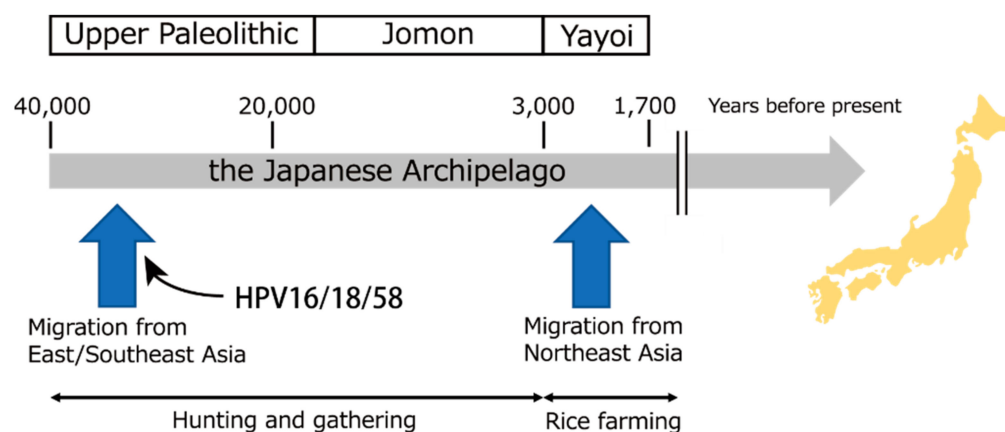 Upper Paleolithic Jomon Yayoi
40,000 20,000 3,000 1,700 Years before present
the Japanese Archipelago
HPV16/18/58
Migration from
East/Southeast Asia
Migration from
Northeast Asia
Hunting and gathering Rice farming